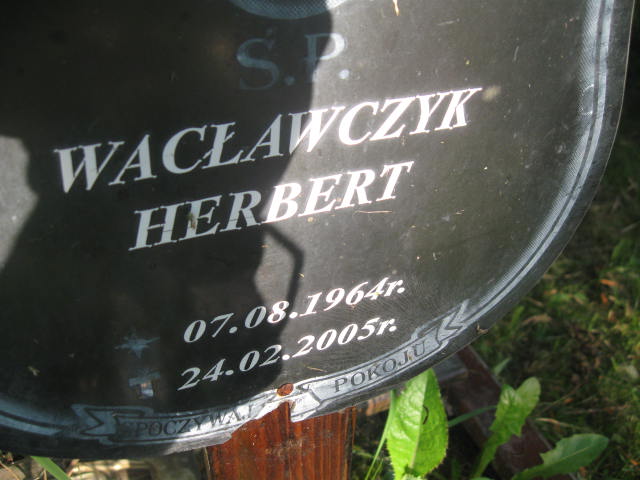 Ś.P.
WACŁAWCZYK
HERBERT
07.08.1964r.
24.02.2005r.
SPOCZYWAJ POKOJU